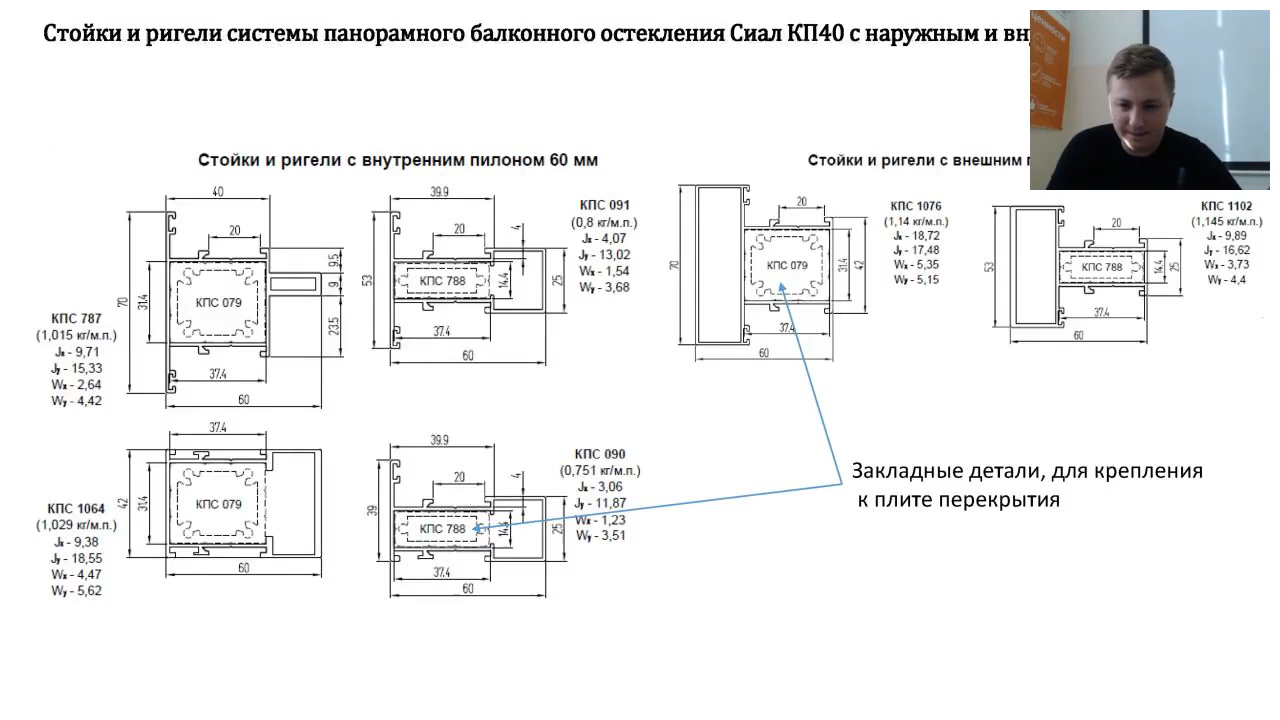 Стойки и ригели системы панорамного балконного остекления Сиал КП40 с наружным и
Стойки и ригели с внутренним пилоном 60 мм
Стойки и ригели с внешним
40
20
9.5
9
23.5
70
31.4
КПС 079
37.4
60
КПС 787
(1,015 кг/м.п.)
Jx - 9,71
Jy - 15,33
Wx - 2,64
Wy - 4,42
39.9
20
4
53
КПС 788
14.4
25
37.4
60
КПС 091
(0,8 кг/м.п.)
Jx - 4,07
Jy - 13,02
Wx - 1,54
Wy - 3,68
20
70
КПС 079
31.4
42
37.4
60
КПС 1076
(1,14 кг/м.п.)
Jx - 18,72
Jy - 17,48
Wx - 5,35
Wy - 5,15
20
53
КПС 788
14.4
25
37.4
60
КПС 1102
(1,145 кг/м.п.)
Jx - 9,89
Jy - 16,62
Wx - 3,73
Wy - 4,4
37.4
42
31.4
КПС 079
60
КПС 1064
(1,029 кг/м.п.)
Jx - 9,38
Jy - 18,55
Wx - 4,47
Wy - 5,62
39.9
20
4
39
КПС 788
14.4
25
37.4
60
КПС 090
(0,751 кг/м.п.)
Jx - 3,06
Jy - 11,87
Wx - 1,23
Wy - 3,51
Закладные детали, для крепления
к плите перекрытия